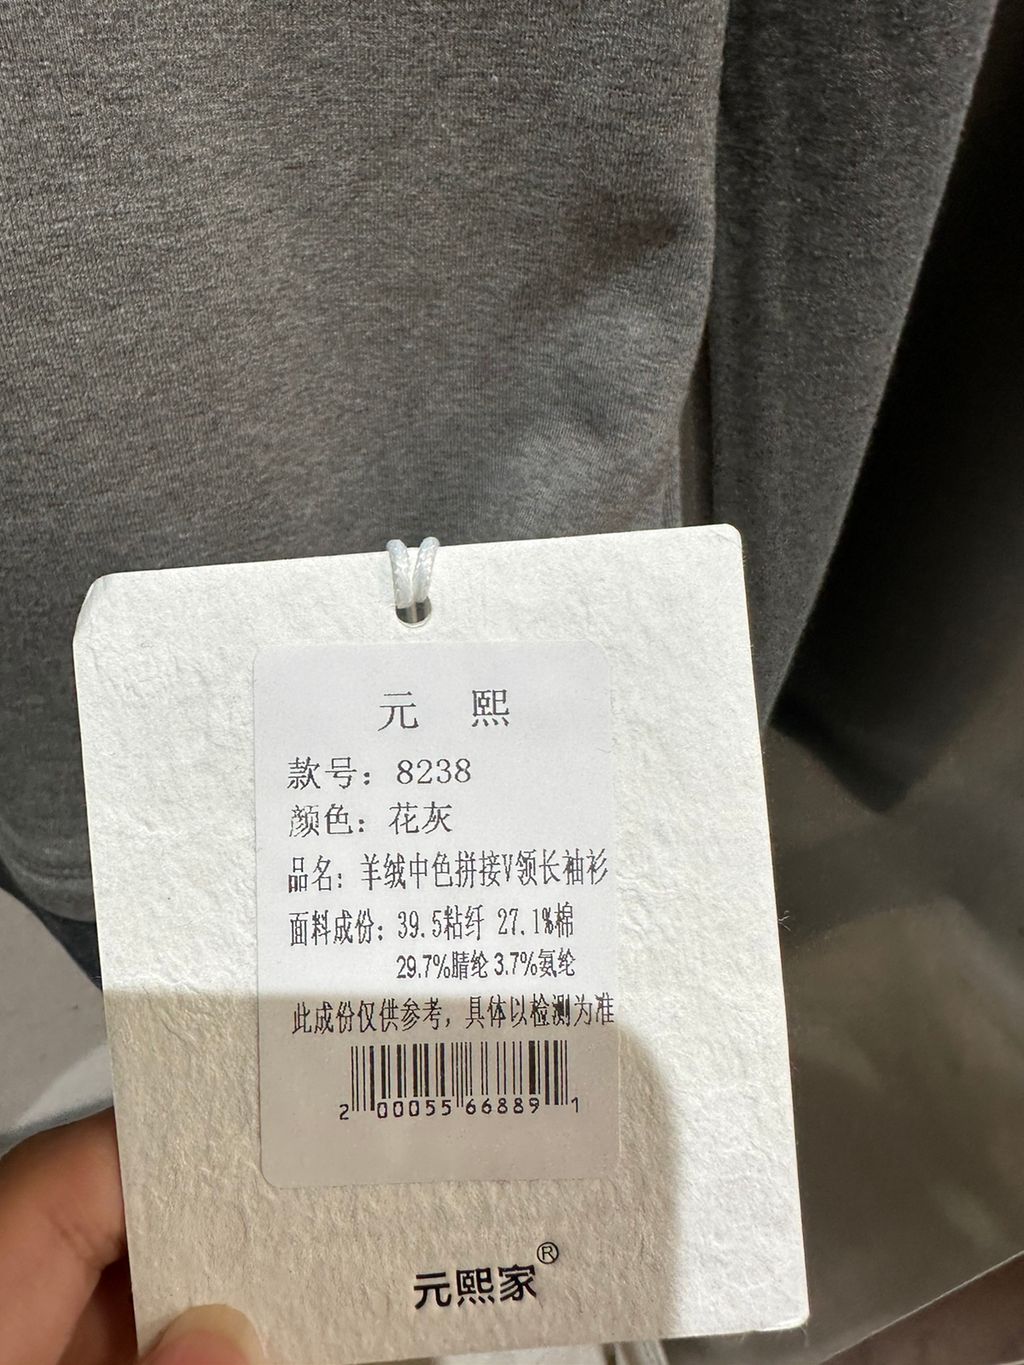 元 熙
款号：8238
颜色：花灰
品名：羊绒中色拼接V领长袖衫
面料成份：39.5粘纤 27.1%棉
29.7%腈纶 3.7%氨纶
此成份仅供参考，具体以检测为准
2 00055 66889 1
元熙家®